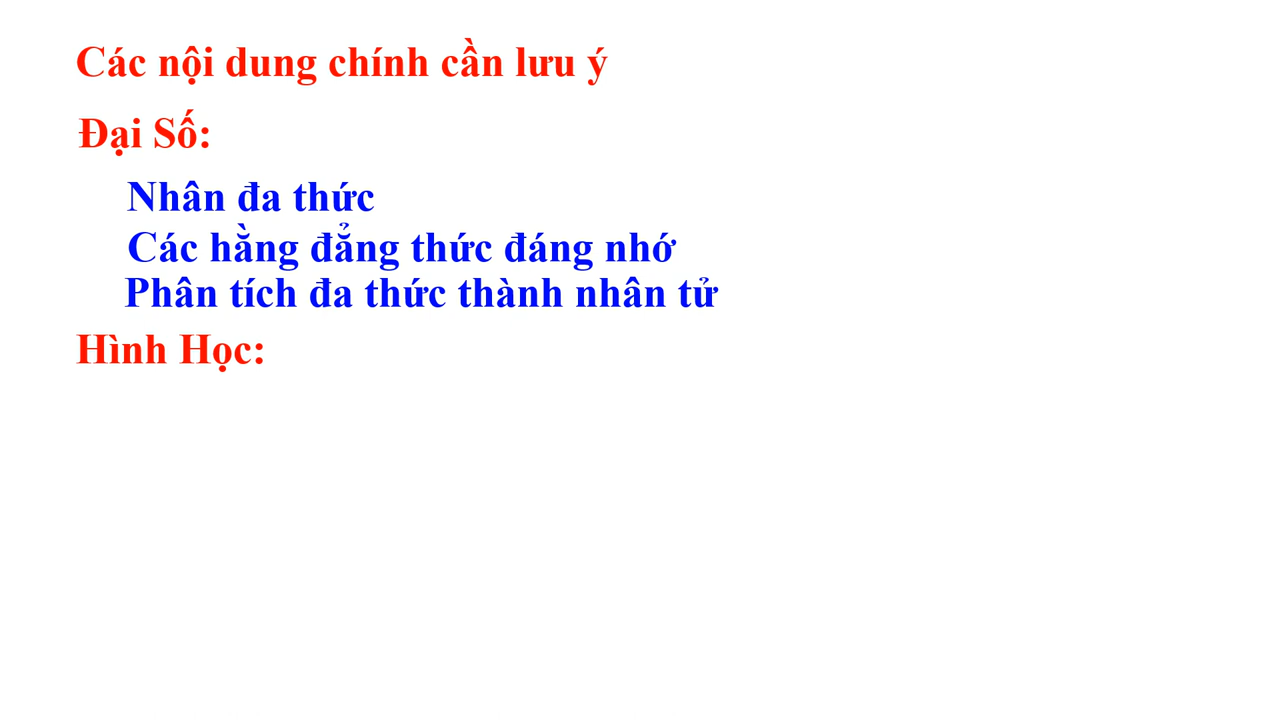 Các nội dung chính cần lưu ý
Đại Số:
Nhân đa thức
Các hằng đẳng thức đáng nhớ
Phân tích đa thức thành nhân tử
Hình Học: